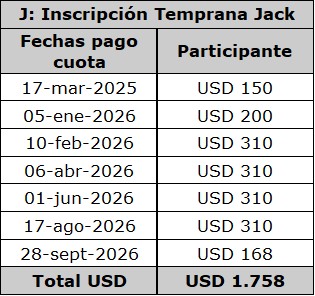 J: Inscripción Temprana Jack
Fechas pago cuota Participante
17-mar-2025 USD 150
05-ene-2026 USD 200
10-feb-2026 USD 310
06-abr-2026 USD 310
01-jun-2026 USD 310
17-ago-2026 USD 310
28-sept-2026 USD 168
Total USD USD 1.758